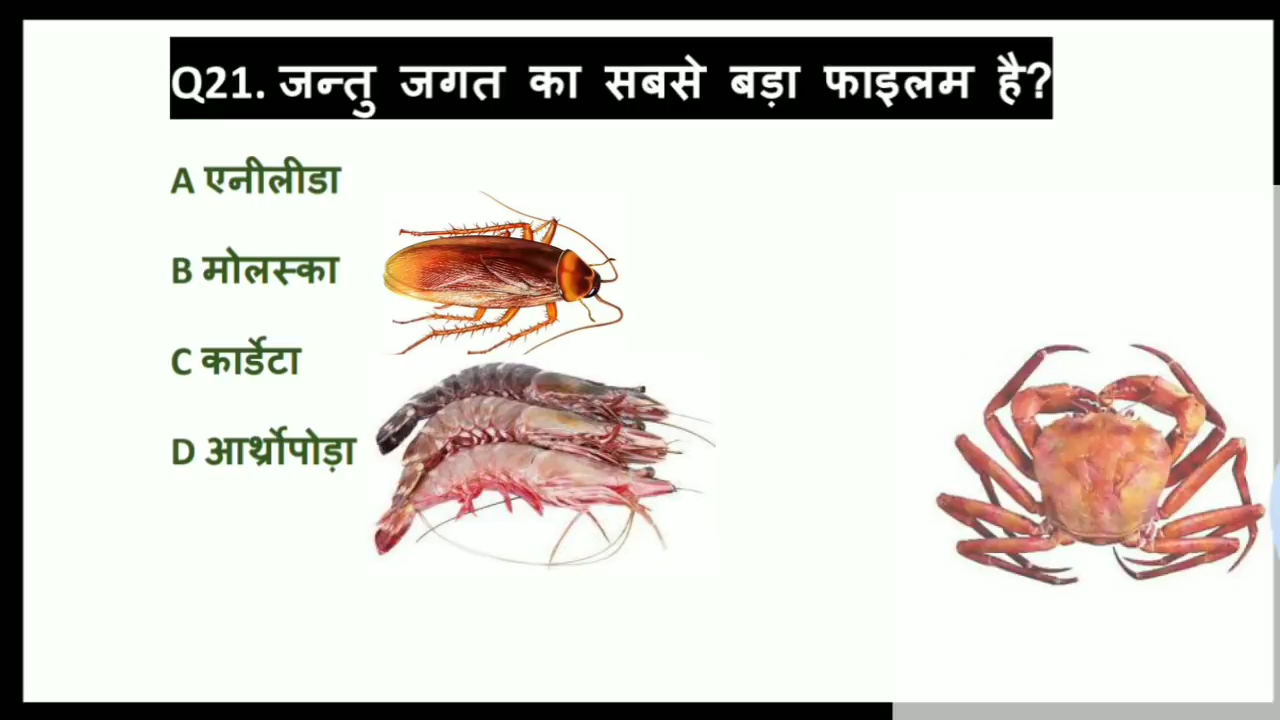 Q21. जन्तु जगत का सबसे बड़ा फाइलम है?
A एनीलीडा
B मोलस्का
C कार्डेटा
D आर्थ्रोपोड़ा